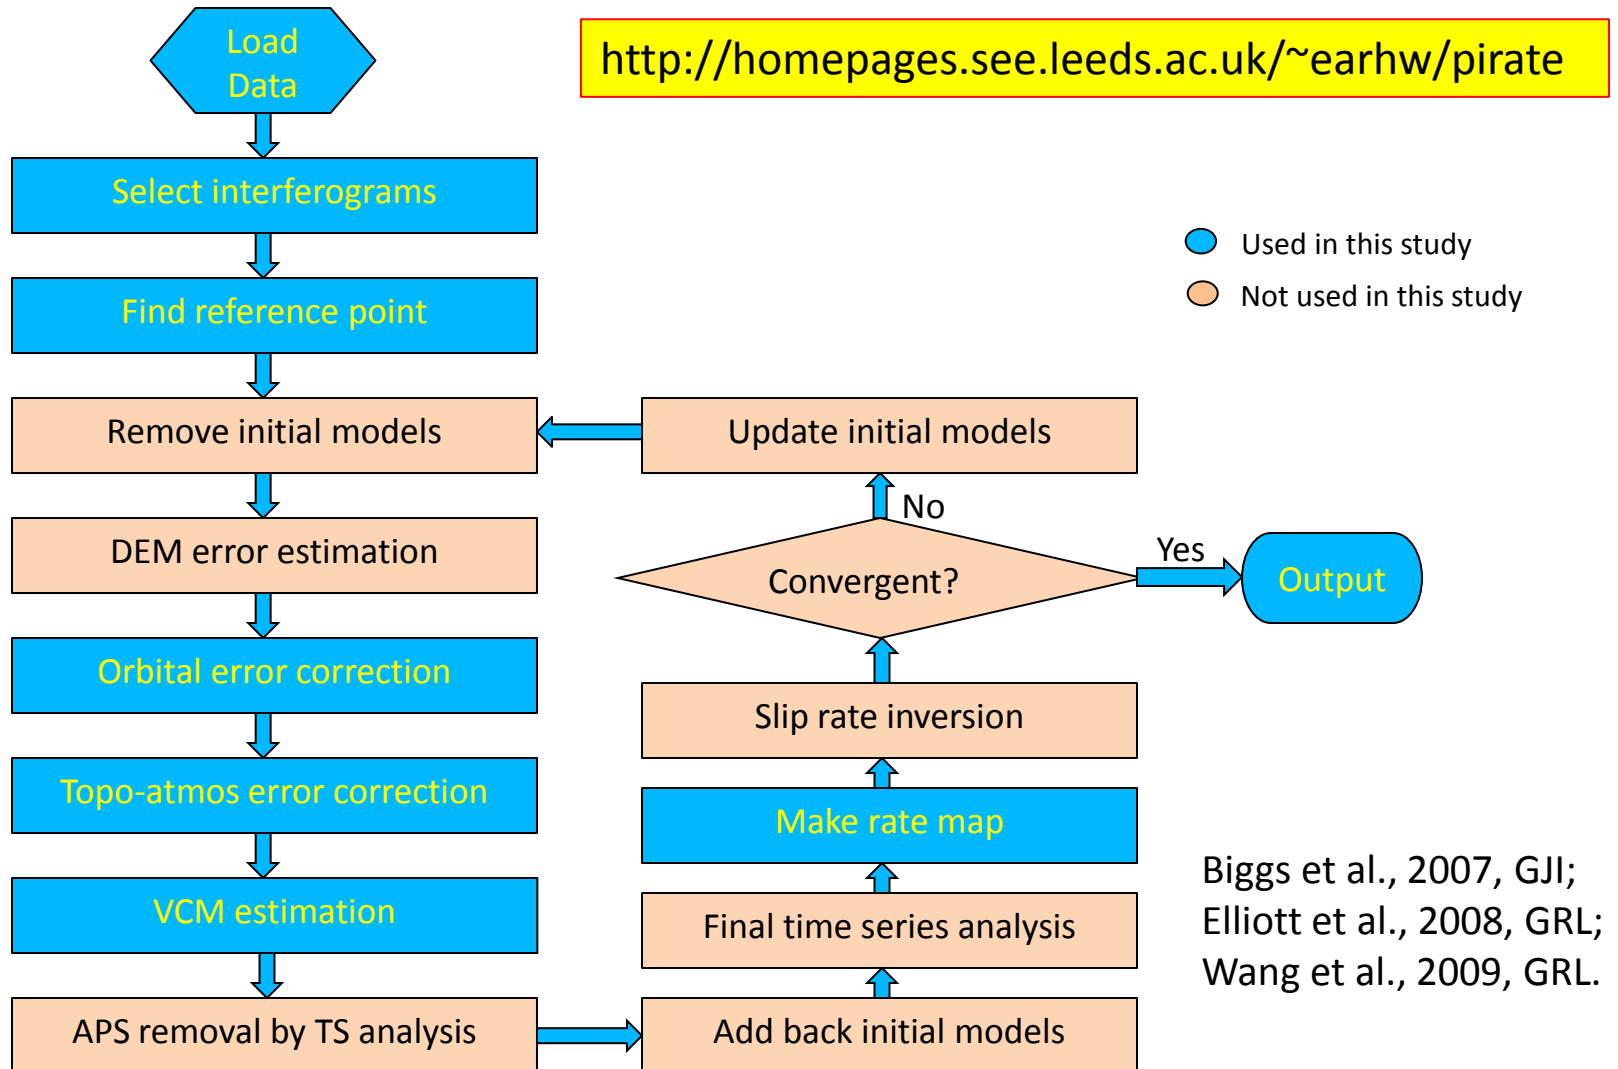 Load
Data
http://homepages.see.leeds.ac.uk/~earhw/pirate
Select interferograms
Find reference point
Used in this study
Not used in this study
Remove initial models
Update initial models
No
DEM error estimation
Convergent?
Yes
Output
Orbital error correction
Slip rate inversion
Topo-atmos error correction
Make rate map
VCM estimation
Final time series analysis
Biggs et al., 2007, GJI;
Elliott et al., 2008, GRL;
Wang et al., 2009, GRL.
APS removal by TS analysis
Add back initial models